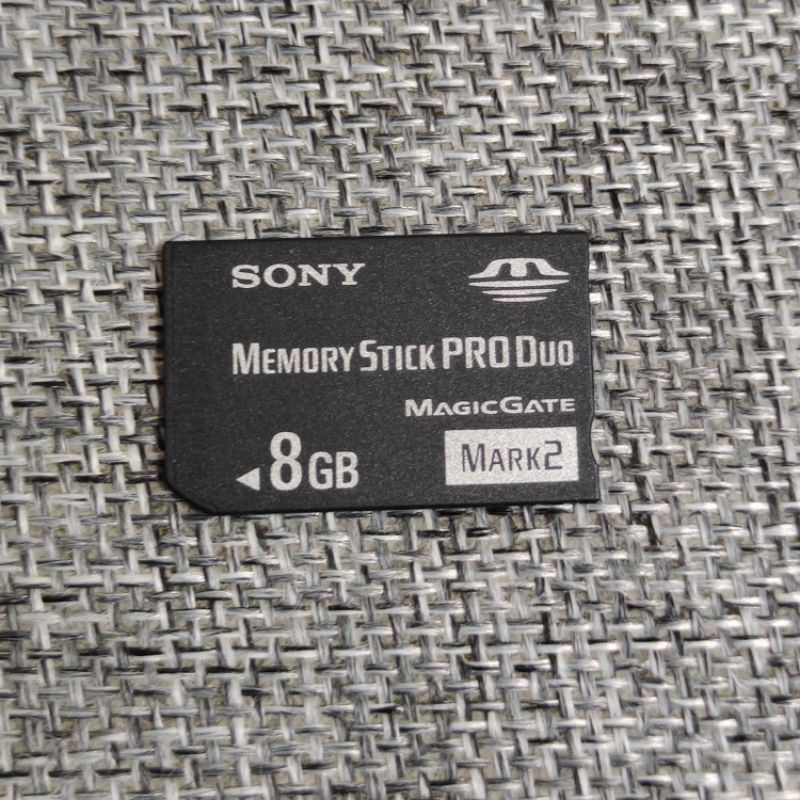 SONY
MEMORY STICK PRO DUO
MAGICGATE
8GB
MARK2